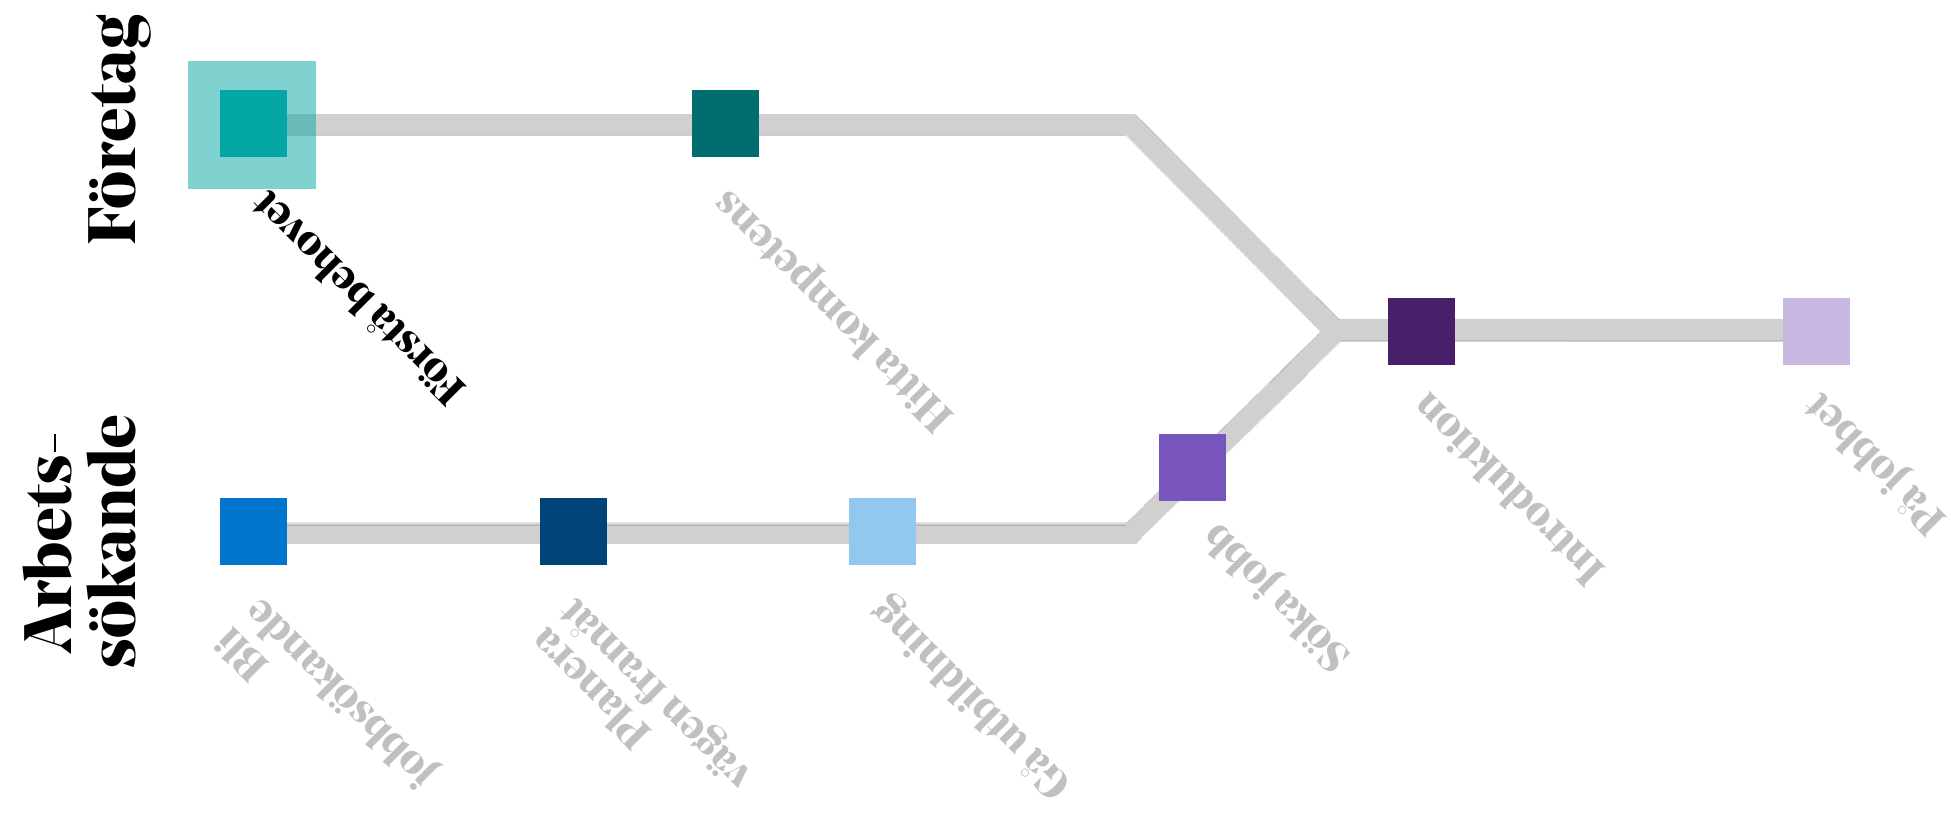 Företag
Förstå behovet
Hitta kompetens
Arbets-
sökande
Bli
jobbsökande
Planera
vägen framåt
Gå utbildning
Söka jobb
Introduktion
På jobbet